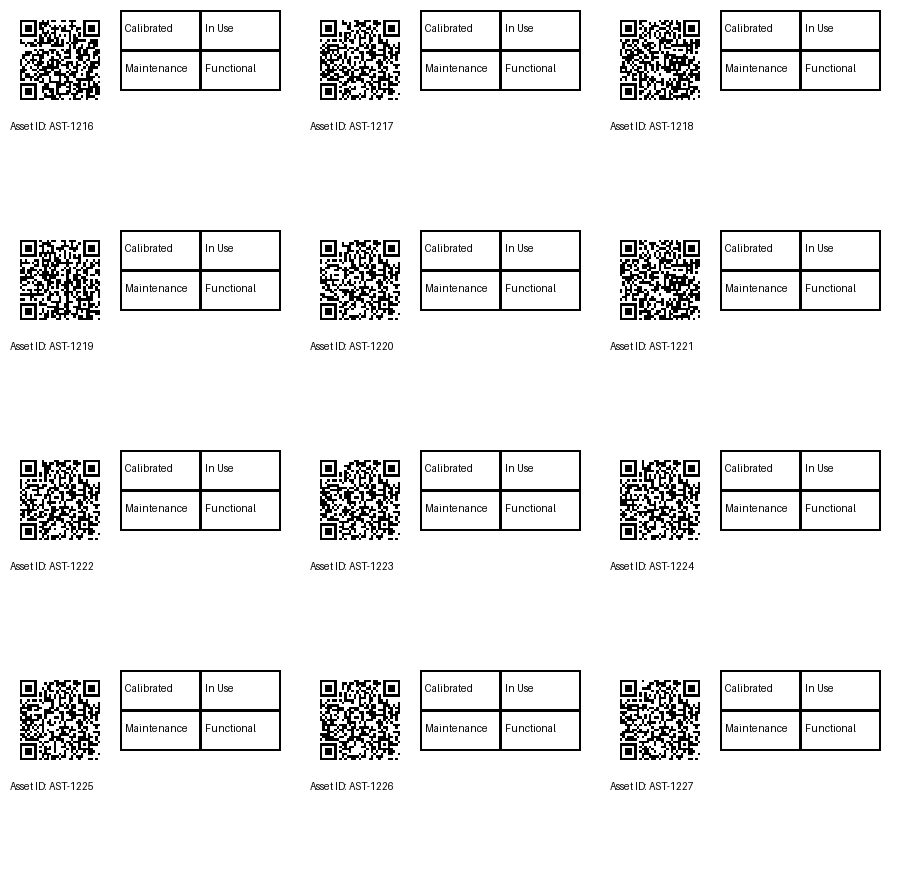 Calibrated In Use Calibrated In Use Calibrated In Use
Maintenance Functional Maintenance Functional Maintenance Functional
Asset ID: AST-1216 Asset ID: AST-1217 Asset ID: AST-1218
Calibrated In Use Calibrated In Use Calibrated In Use
Maintenance Functional Maintenance Functional Maintenance Functional
Asset ID: AST-1219 Asset ID: AST-1220 Asset ID: AST-1221
Calibrated In Use Calibrated In Use Calibrated In Use
Maintenance Functional Maintenance Functional Maintenance Functional
Asset ID: AST-1222 Asset ID: AST-1223 Asset ID: AST-1224
Calibrated In Use Calibrated In Use Calibrated In Use
Maintenance Functional Maintenance Functional Maintenance Functional
Asset ID: AST-1225 Asset ID: AST-1226 Asset ID: AST-1227